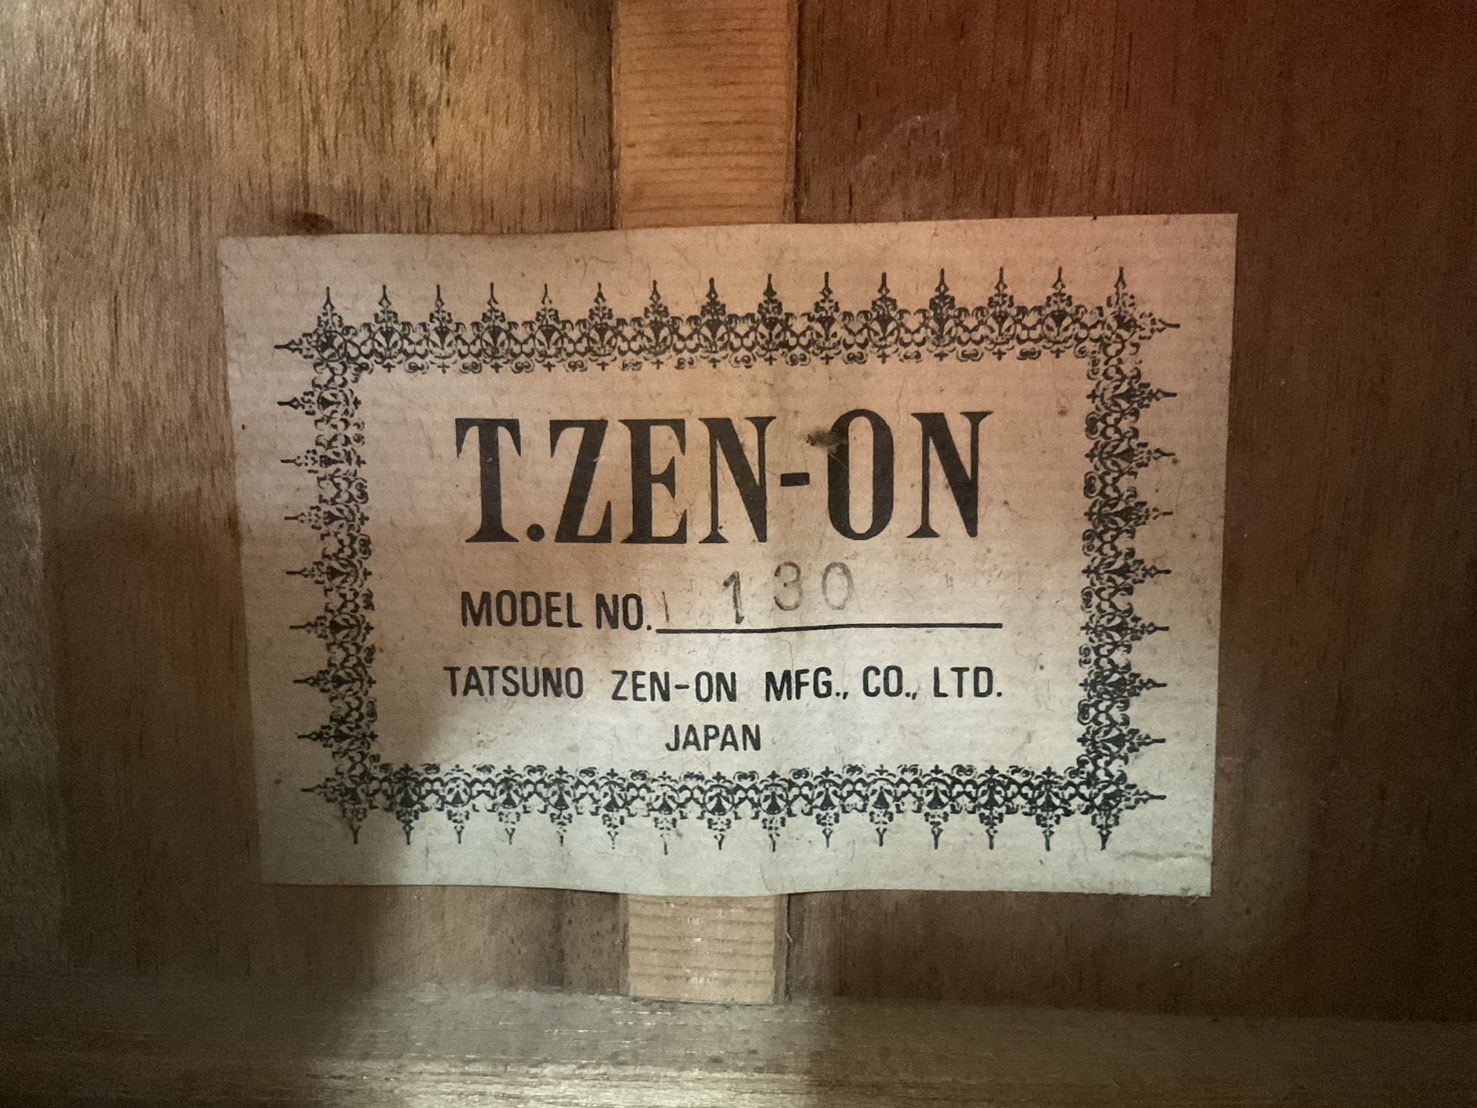 T.ZEN-ON
MODEL NO. 130
TATSUNO ZEN-ON MFG., CO., LTD.
JAPAN